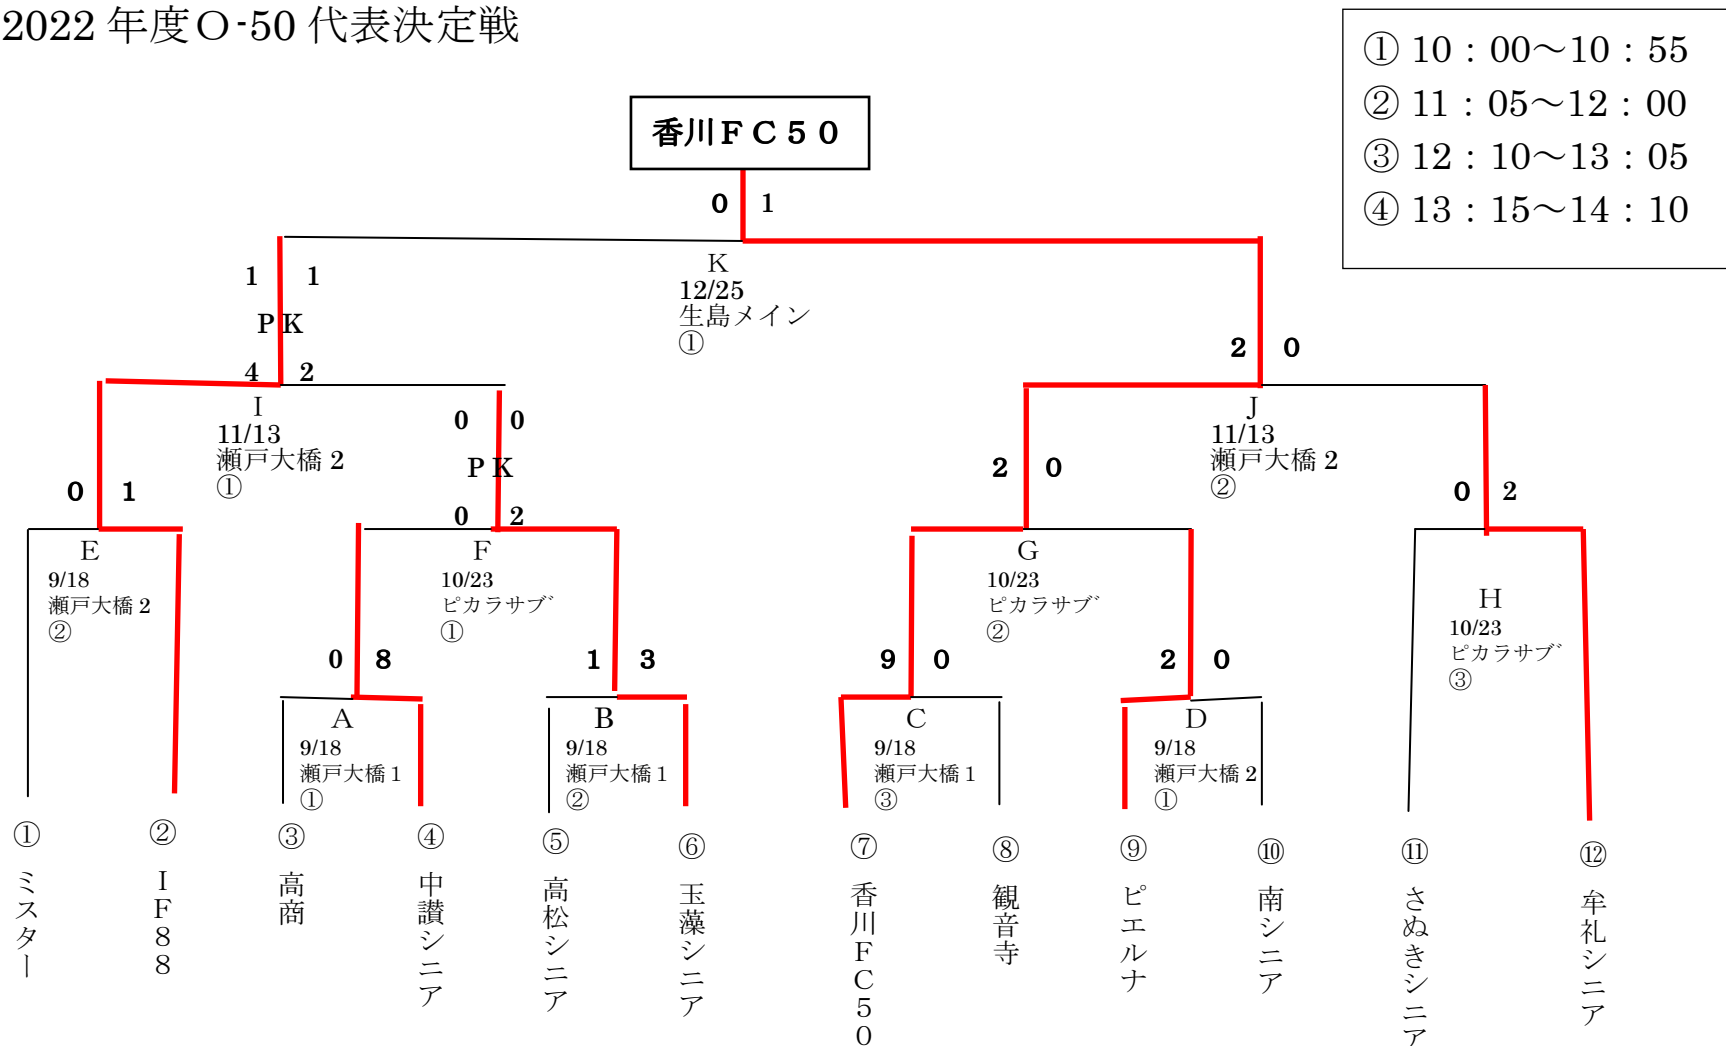 2022年度O-50代表決定戦
① 10：00～10：55
② 11：05～12：00
③ 12：10～13：05
④ 13：15～14：10
香川FC50
0 1
K
12/25
生島メイン
①
1 1
PK
4 2
I
11/13
瀬戸大橋2
①
2 0
J
11/13
瀬戸大橋2
②
0 1
E
9/18
瀬戸大橋2
②
0 0
PK
0 2
F
10/23
ピカラサブ゛
①
2 0
G
10/23
ピカラサブ゛
②
0 2
H
10/23
ピカラサブ゛
③
0 8
A
9/18
瀬戸大橋1
①
1 3
B
9/18
瀬戸大橋1
②
9 0
C
9/18
瀬戸大橋1
③
2 0
D
9/18
瀬戸大橋2
①
① ミスター
② IF88
③ 高商
④ 中讃シニア
⑤ 高松シニア
⑥ 玉藻シニア
⑦ 香川FC50
⑧ 観音寺
⑨ ピエルナ
⑩ 南シニア
⑪ さぬきシニア
⑫ 牟礼シニア